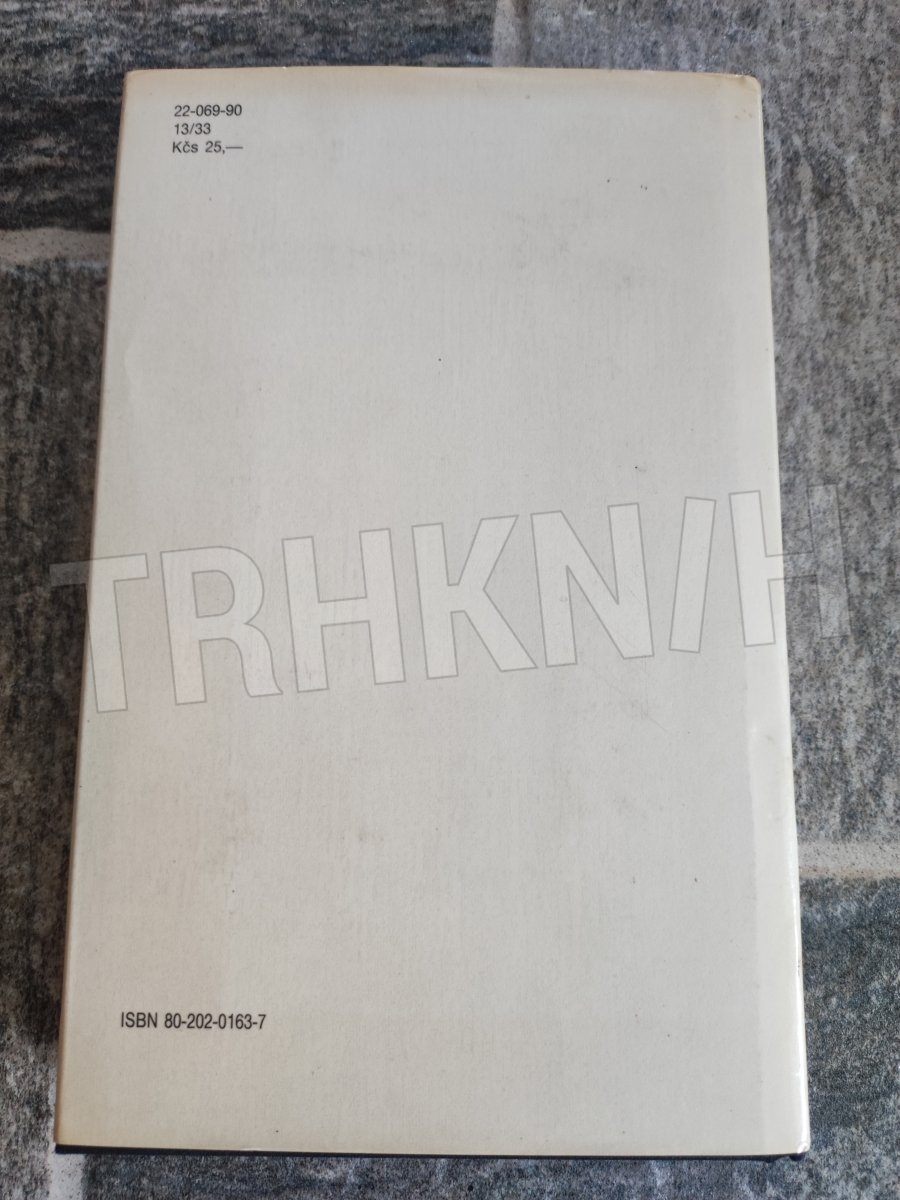 22-069-90
13/33
Kčs 25,—
TRHKNIH
ISBN 80-202-0163-7